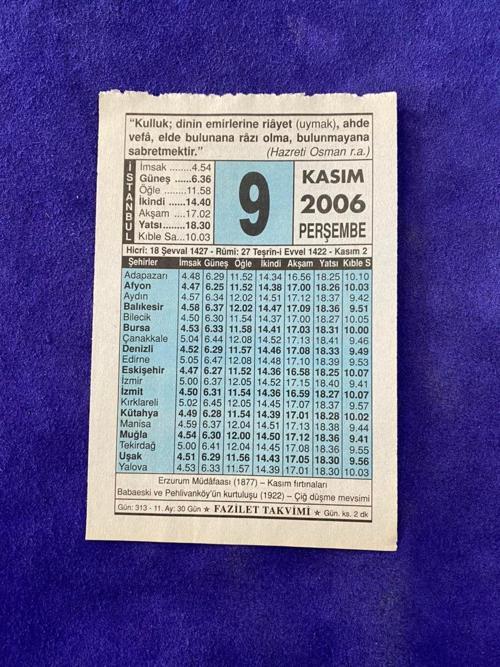 “Kulluk; dinin emirlerine riâyet (uymak), ahde
vefâ, elde bulunana râzı olma, bulunmayana
sabretmektir.” (Hazreti Osman r.a.)
İSTANBUL
İmsak ........4.54
Güneş ......6.36
Öğle ........11.58
İkindi ......14.40
Akşam ....17.02
Yatsı........18.30
Kıble Sa...10.03
9
KASIM
2006
PERŞEMBE
Hicrî: 18 Şevval 1427 - Rûmi: 27 Teşrîn-i Evvel 1422 - Kasım 2
Şehirler İmsak Güneş Öğle İkindi Akşam Yatsı Kıble S
Adapazarı 4.48 6.29 11.52 14.34 16.56 18.25 10.10
Afyon 4.47 6.25 11.52 14.38 17.00 18.26 10.03
Aydın 4.57 6.34 12.02 14.51 17.12 18.37 9.42
Balıkesir 4.58 6.37 12.02 14.47 17.09 18.36 9.51
Bilecik 4.50 6.30 11.54 14.37 17.00 18.27 10.05
Bursa 4.53 6.33 11.58 14.41 17.03 18.31 10.00
Çanakkale 5.04 6.44 12.08 14.52 17.13 18.41 9.46
Denizli 4.52 6.29 11.57 14.46 17.08 18.33 9.49
Edirne 5.05 6.47 12.08 14.48 17.10 18.39 9.53
Eskişehir 4.47 6.27 11.52 14.36 16.58 18.25 10.07
İzmir 5.00 6.37 12.05 14.52 17.15 18.40 9.41
İzmit 4.50 6.31 11.54 14.36 16.59 18.27 10.07
Kırklareli 5.02 6.45 12.05 14.45 17.07 18.37 9.57
Kütahya 4.49 6.28 11.54 14.39 17.01 18.28 10.02
Manisa 4.59 6.37 12.04 14.51 17.13 18.38 9.44
Muğla 4.54 6.30 12.00 14.50 17.12 18.36 9.41
Tekirdağ 5.00 6.41 12.04 14.45 17.08 18.36 9.55
Uşak 4.51 6.29 11.56 14.43 17.05 18.30 9.56
Yalova 4.53 6.33 11.57 14.39 17.01 18.30 10.03
Erzurum Müdâfaası (1877) – Kasım fırtınaları
Babaeski ve Pehlivanköy'ün kurtuluşu (1922) – Çiğ düşme mevsimi
Gün: 313 - 11. Ay: 30 Gün ★ FAZİLET TAKVİMİ ★ Gün. ks. 2 dk